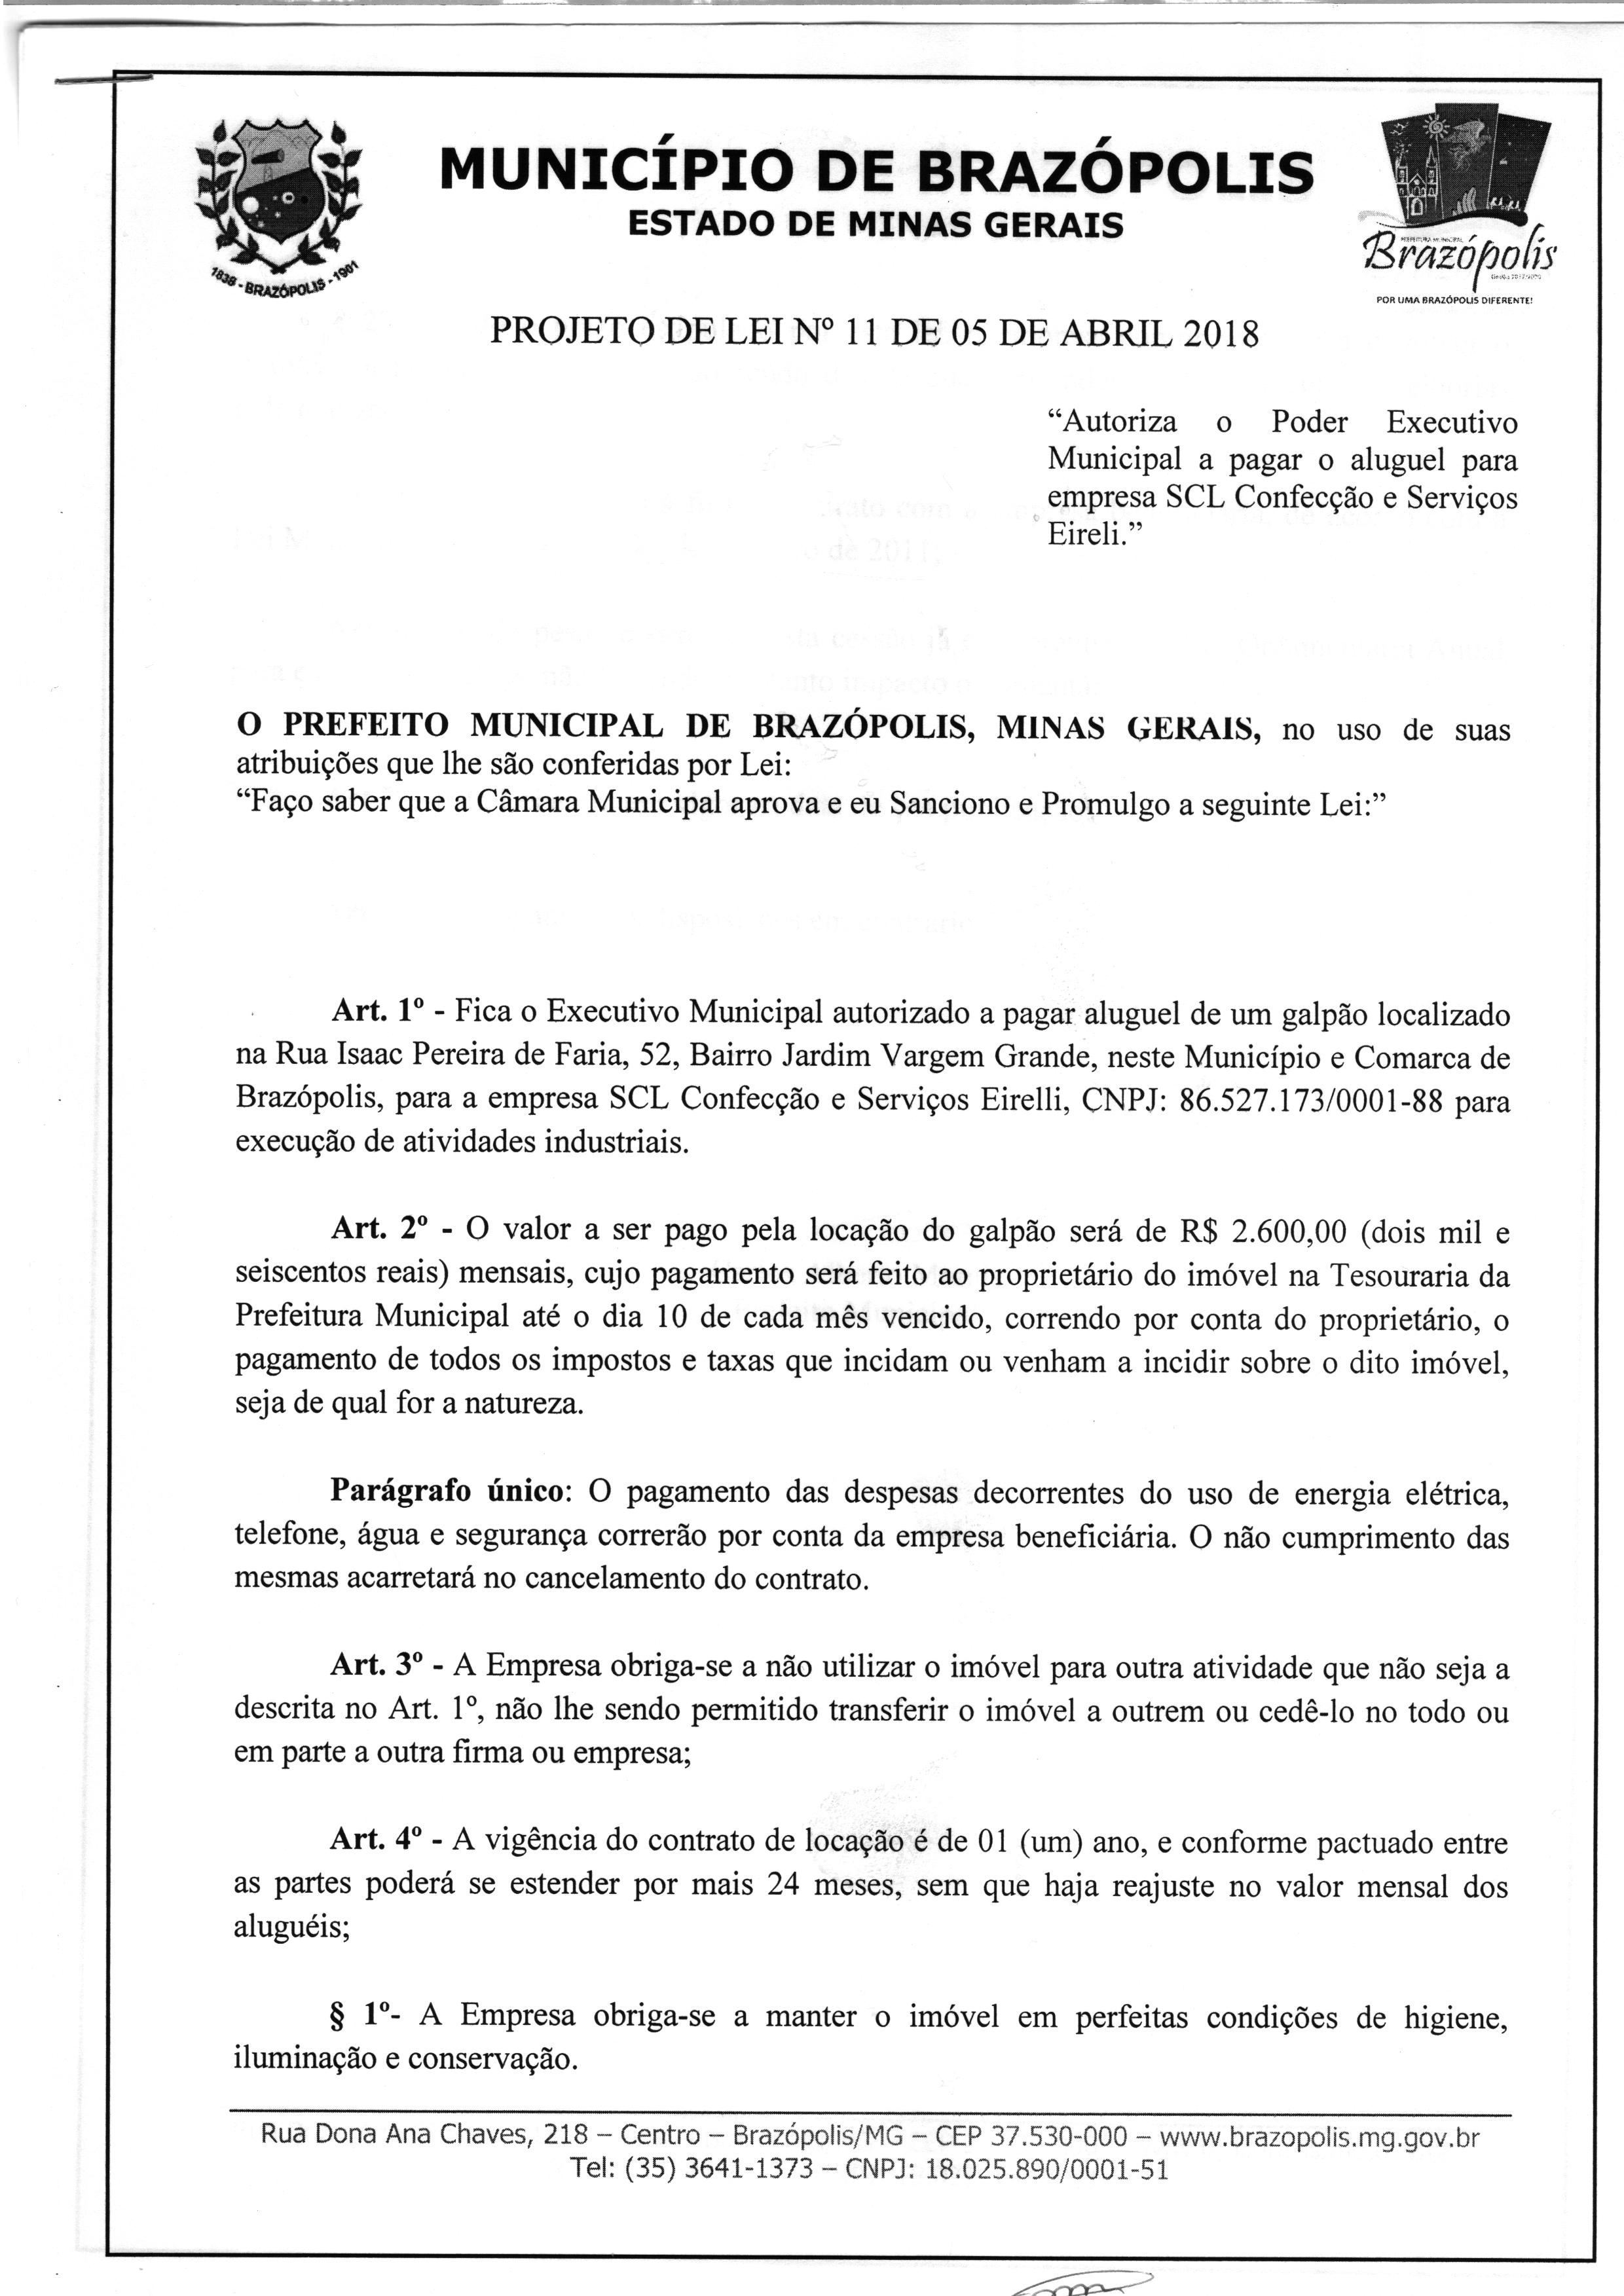 MUNICÍPIO DE BRAZÓPOLIS
ESTADO DE MINAS GERAIS
1838 - BRAZÓPOLIS - 1901
PREFEITURA MUNICIPAL
Brazópolis
POR UMA BRAZÓPOLIS DIFERENTE!
PROJETO DE LEI Nº 11 DE 05 DE ABRIL 2018
“Autoriza o Poder Executivo
Municipal a pagar o aluguel para
empresa SCL Confecção e Serviços
Eireli.”
O PREFEITO MUNICIPAL DE BRAZÓPOLIS, MINAS GERAIS, no uso de suas
atribuições que lhe são conferidas por Lei:
“Faço saber que a Câmara Municipal aprova e eu Sanciono e Promulgo a seguinte Lei:”
Art. 1º - Fica o Executivo Municipal autorizado a pagar aluguel de um galpão localizado
na Rua Isaac Pereira de Faria, 52, Bairro Jardim Vargem Grande, neste Município e Comarca de
Brazópolis, para a empresa SCL Confecção e Serviços Eirelli, CNPJ: 86.527.173/0001-88 para
execução de atividades industriais.
Art. 2º - O valor a ser pago pela locação do galpão será de R$ 2.600,00 (dois mil e
seiscentos reais) mensais, cujo pagamento será feito ao proprietário do imóvel na Tesouraria da
Prefeitura Municipal até o dia 10 de cada mês vencido, correndo por conta do proprietário, o
pagamento de todos os impostos e taxas que incidam ou venham a incidir sobre o dito imóvel,
seja de qual for a natureza.
Parágrafo único: O pagamento das despesas decorrentes do uso de energia elétrica,
telefone, água e segurança correrão por conta da empresa beneficiária. O não cumprimento das
mesmas acarretará no cancelamento do contrato.
Art. 3º - A Empresa obriga-se a não utilizar o imóvel para outra atividade que não seja a
descrita no Art. 1º, não lhe sendo permitido transferir o imóvel a outrem ou cedê-lo no todo ou
em parte a outra firma ou empresa;
Art. 4º - A vigência do contrato de locação é de 01 (um) ano, e conforme pactuado entre
as partes poderá se estender por mais 24 meses, sem que haja reajuste no valor mensal dos
aluguéis;
§ 1º- A Empresa obriga-se a manter o imóvel em perfeitas condições de higiene,
iluminação e conservação.
Rua Dona Ana Chaves, 218 – Centro – Brazópolis/MG – CEP 37.530-000 – www.brazopolis.mg.gov.br
Tel: (35) 3641-1373 – CNPJ: 18.025.890/0001-51